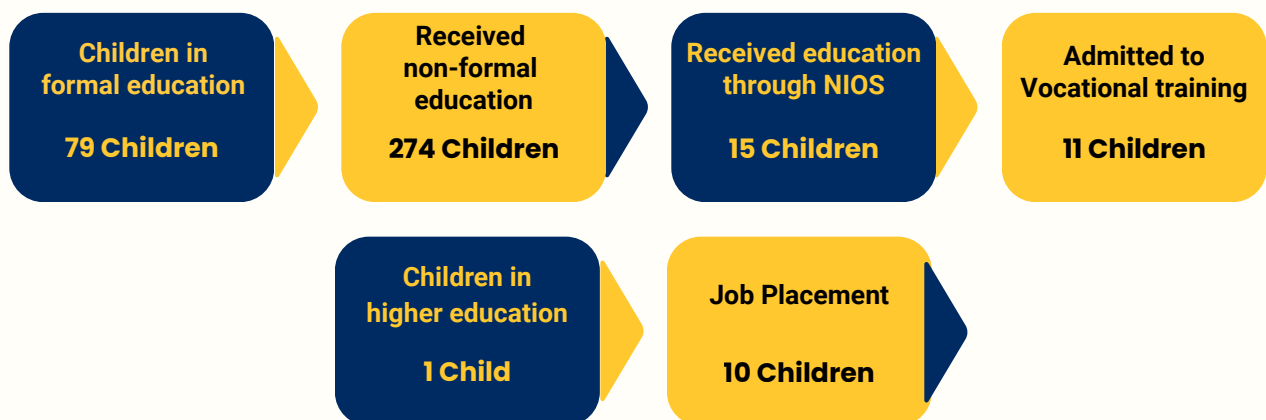 Children in
formal education
79 Children
Received
non-formal
education
274 Children
Received education
through NIOS
15 Children
Admitted to
Vocational training
11 Children
Children in
higher education
1 Child
Job Placement
10 Children